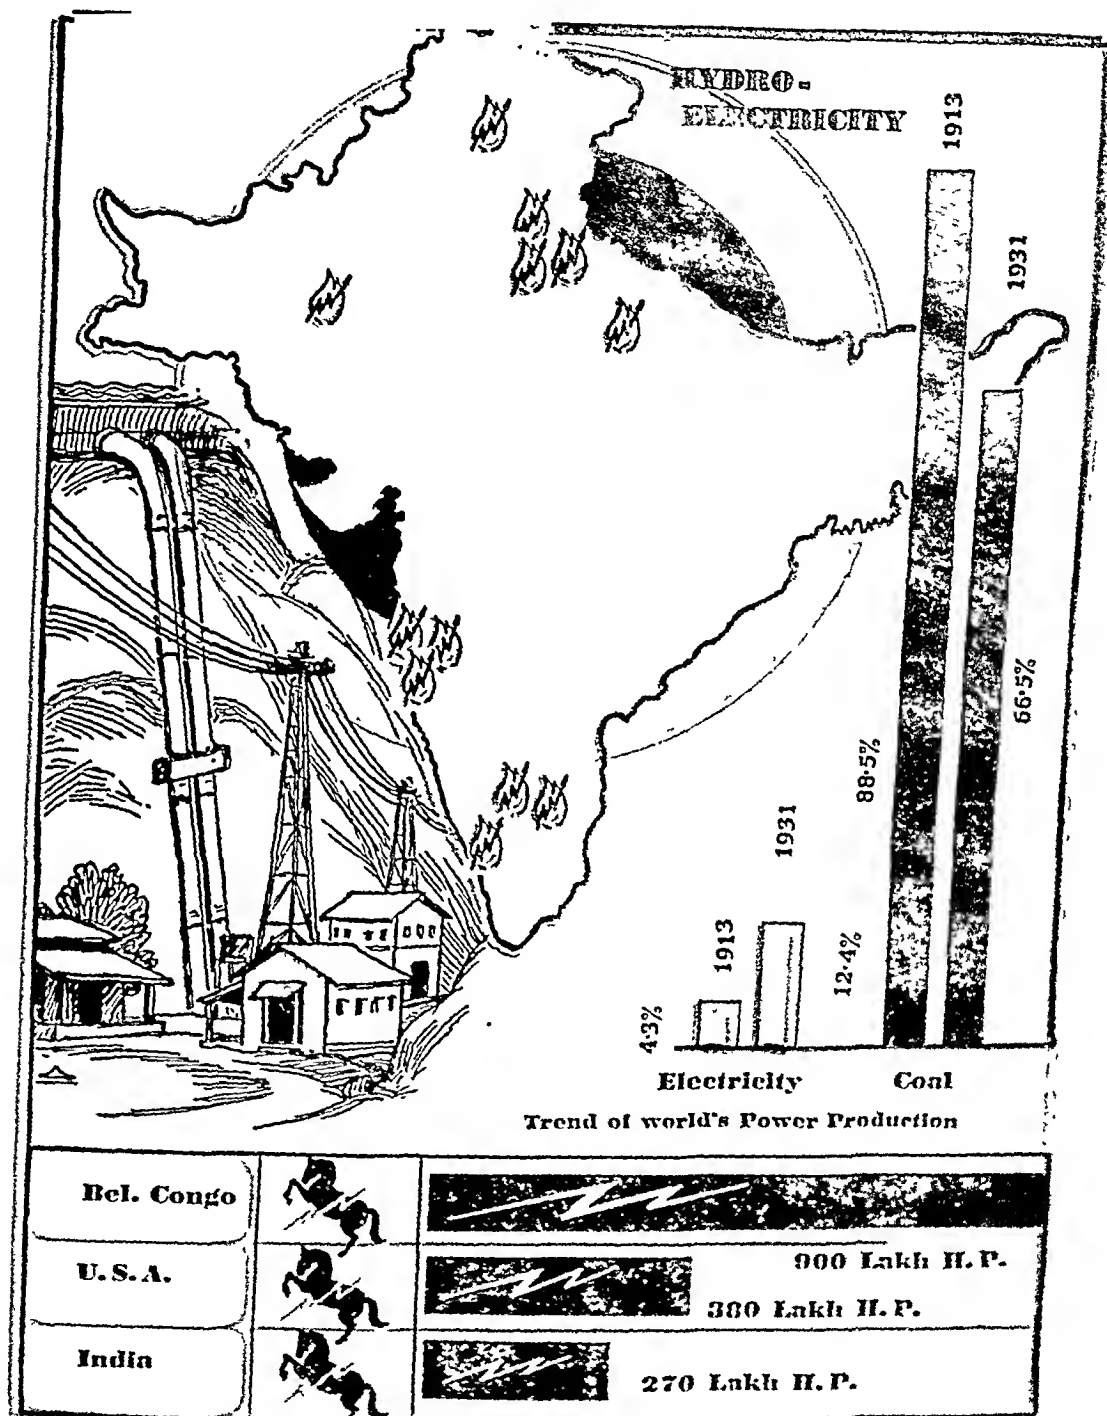 HYDRO-
ELECTRICITY
1913
1931
88·5%
66·5%
1931
1913
12·4%
4·3%
Electricity
Coal
Trend of world's Power Production
Bel. Congo
900 Lakh H.P.
U.S.A.
380 Lakh H.P.
India
270 Lakh H.P.